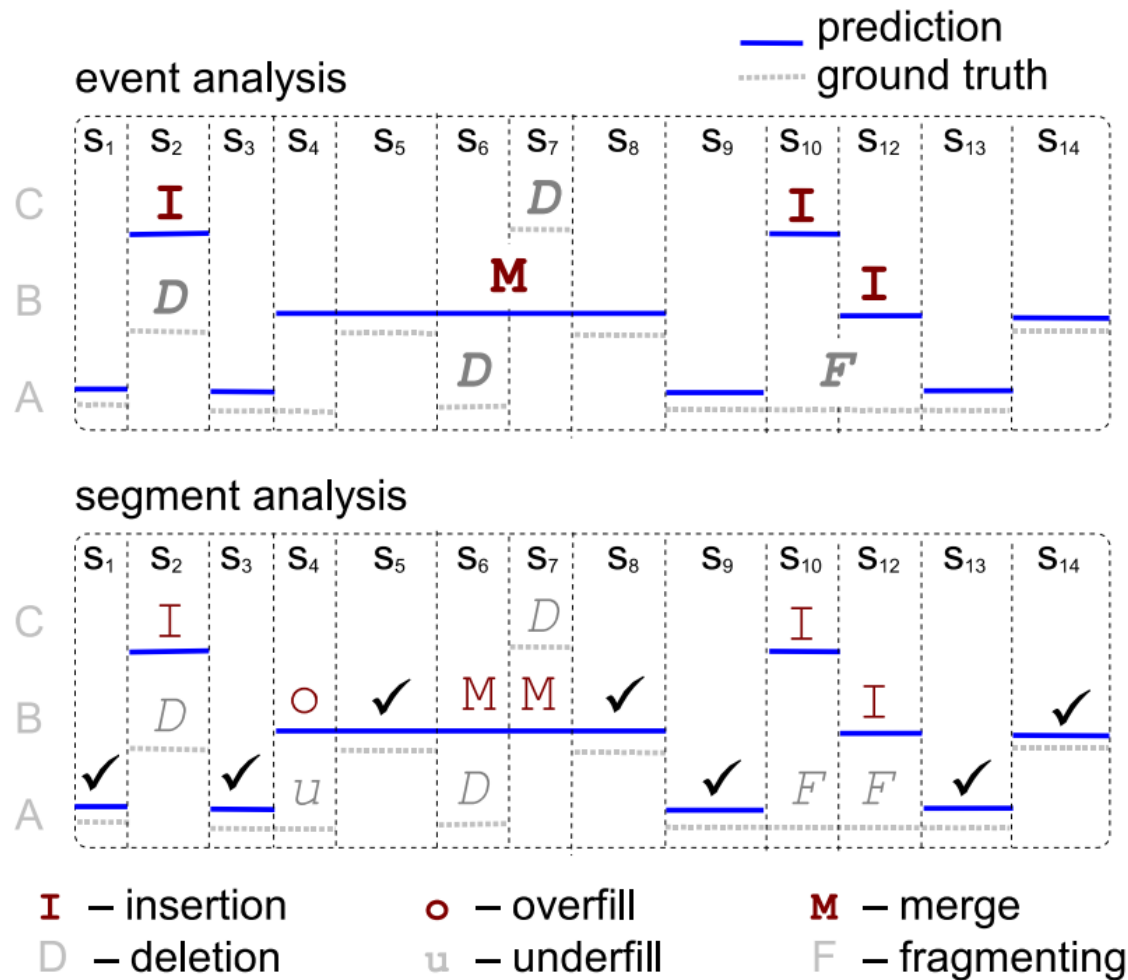 prediction
ground truth
event analysis
S₁ S₂ S₃ S₄ S₅ S₆ S₇ S₈ S₉ S₁₀ S₁₂ S₁₃ S₁₄
C I D I
B D M I
A D F
segment analysis
S₁ S₂ S₃ S₄ S₅ S₆ S₇ S₈ S₉ S₁₀ S₁₂ S₁₃ S₁₄
C I D I
B D o ✓ M M ✓ I ✓
A ✓ ✓ u D ✓ F F ✓
I – insertion o – overfill M – merge
D – deletion u – underfill F – fragmenting